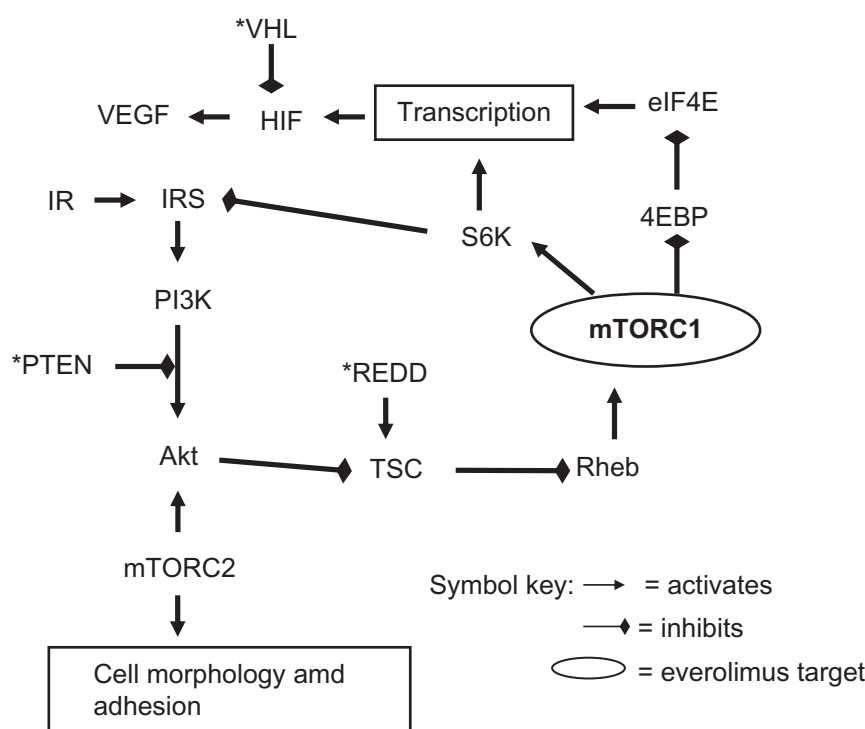 *VHL
VEGF HIF Transcription eIF4E
IR IRS S6K 4EBP
PI3K mTORC1
*PTEN *REDD
Akt TSC Rheb
mTORC2
Symbol key: = activates
= inhibits
= everolimus target
Cell morphology amd
adhesion